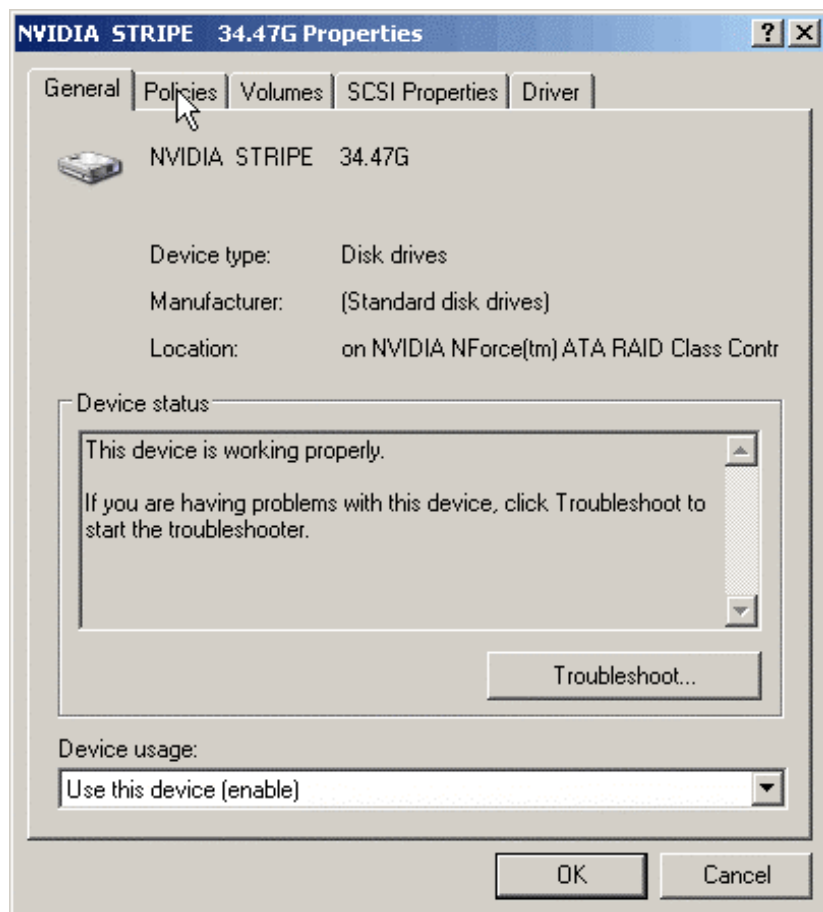 NVIDIA STRIPE 34.47G Properties
? X
General Policies Volumes SCSI Properties Driver
NVIDIA STRIPE 34.47G
Device type: Disk drives
Manufacturer: (Standard disk drives)
Location: on NVIDIA NForce(tm) ATA RAID Class Contr
Device status
This device is working properly.
If you are having problems with this device, click Troubleshoot to
start the troubleshooter.
Troubleshoot...
Device usage:
Use this device (enable)
OK Cancel